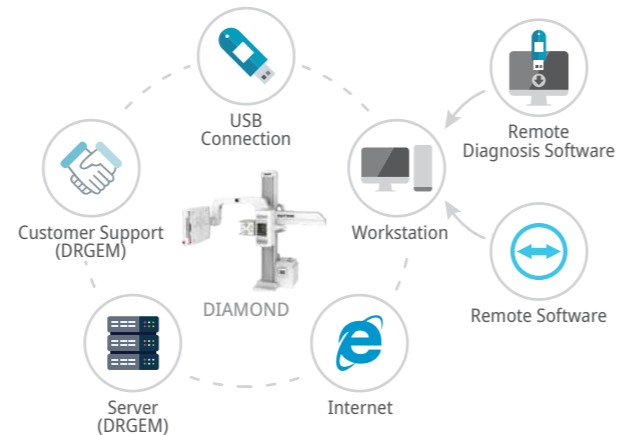 USB
Connection
Remote
Diagnosis Software
Customer Support
(DRGEM)
Workstation
DIAMOND
Remote Software
Server
(DRGEM)
Internet